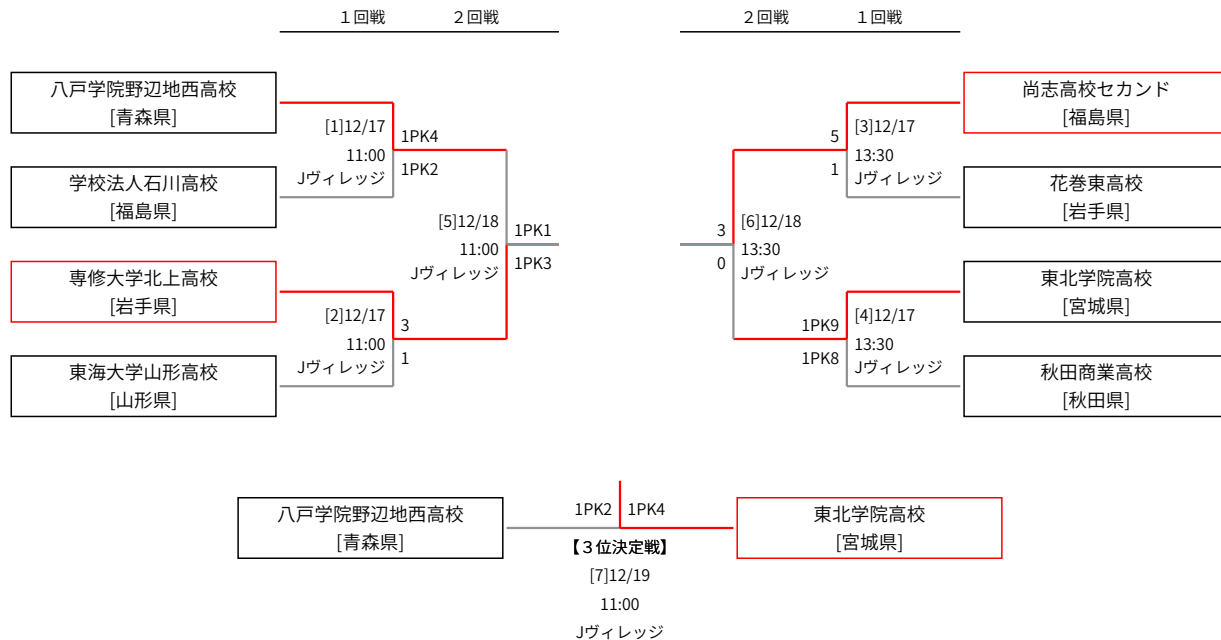 １回戦
２回戦
２回戦
１回戦
八戸学院野辺地西高校
[青森県]
学校法人石川高校
[福島県]
専修大学北上高校
[岩手県]
東海大学山形高校
[山形県]
[1]12/17
11:00
Jヴィレッジ
1PK4
1PK2
[2]12/17
11:00
Jヴィレッジ
3
1
[5]12/18
11:00
Jヴィレッジ
1PK1
1PK3
3
0
[6]12/18
13:30
Jヴィレッジ
5
1
[3]12/17
13:30
Jヴィレッジ
1PK9
1PK8
[4]12/17
13:30
Jヴィレッジ
尚志高校セカンド
[福島県]
花巻東高校
[岩手県]
東北学院高校
[宮城県]
秋田商業高校
[秋田県]
八戸学院野辺地西高校
[青森県]
1PK2
1PK4
【３位決定戦】
[7]12/19
11:00
Jヴィレッジ
東北学院高校
[宮城県]